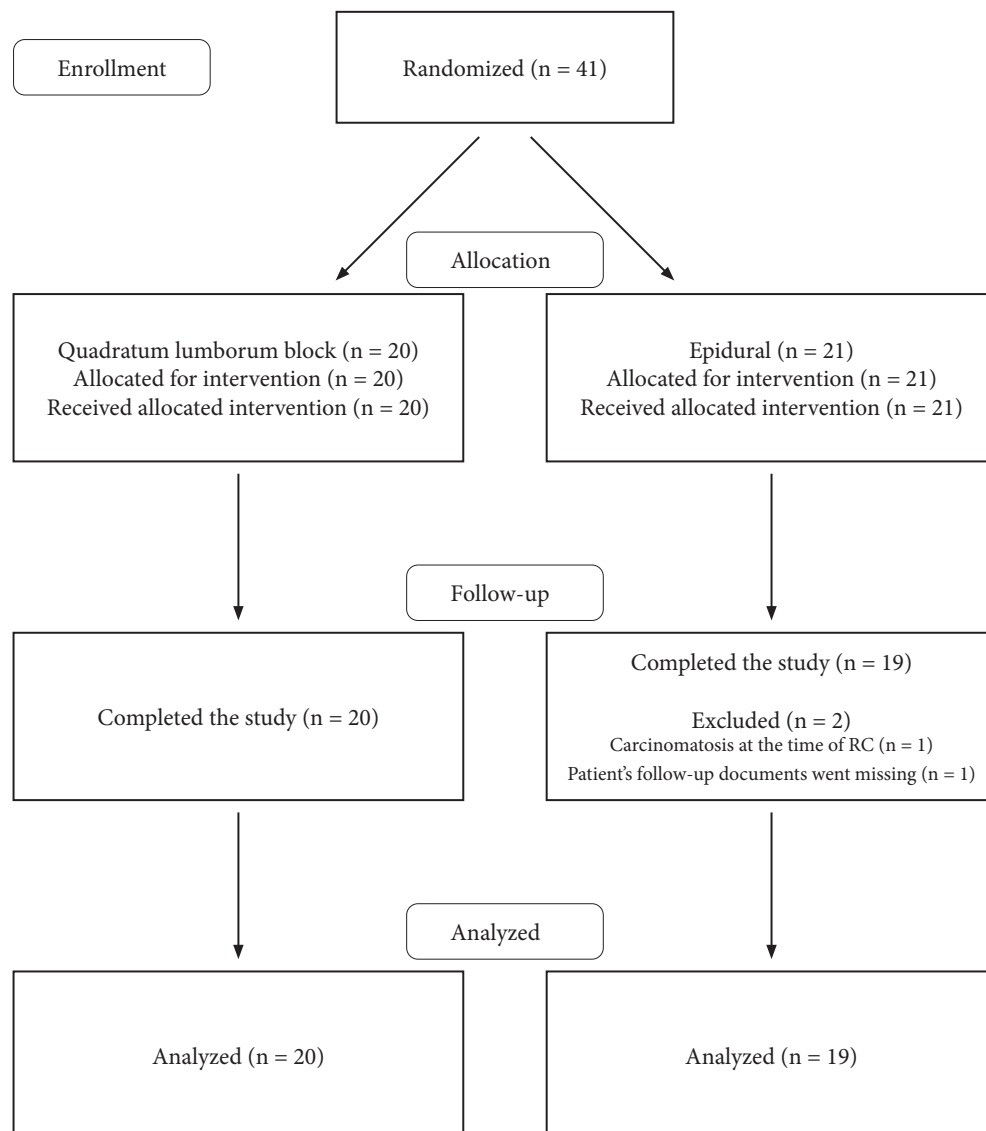 Enrollment
Randomized (n = 41)
Allocation
Quadratum lumborum block (n = 20)
Allocated for intervention (n = 20)
Received allocated intervention (n = 20)
Epidural (n = 21)
Allocated for intervention (n = 21)
Received allocated intervention (n = 21)
Follow-up
Completed the study (n = 20)
Completed the study (n = 19)
Excluded (n = 2)
Carcinomatosis at the time of RC (n = 1)
Patient's follow-up documents went missing (n = 1)
Analyzed
Analyzed (n = 20)
Analyzed (n = 19)